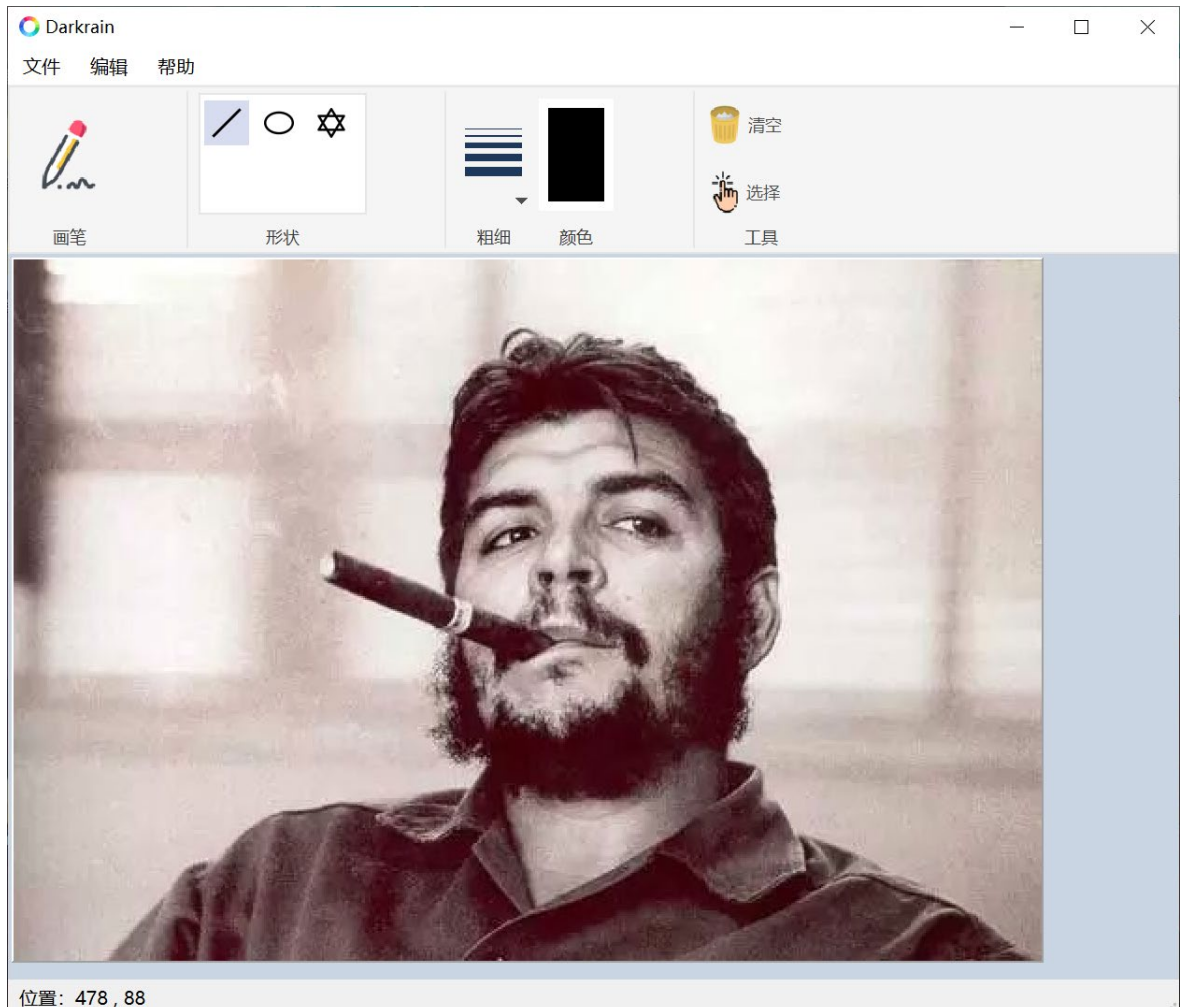 Darkrain
文件 编辑 帮助
清空
选择
画笔 形状 粗细 颜色 工具
位置：478 , 88